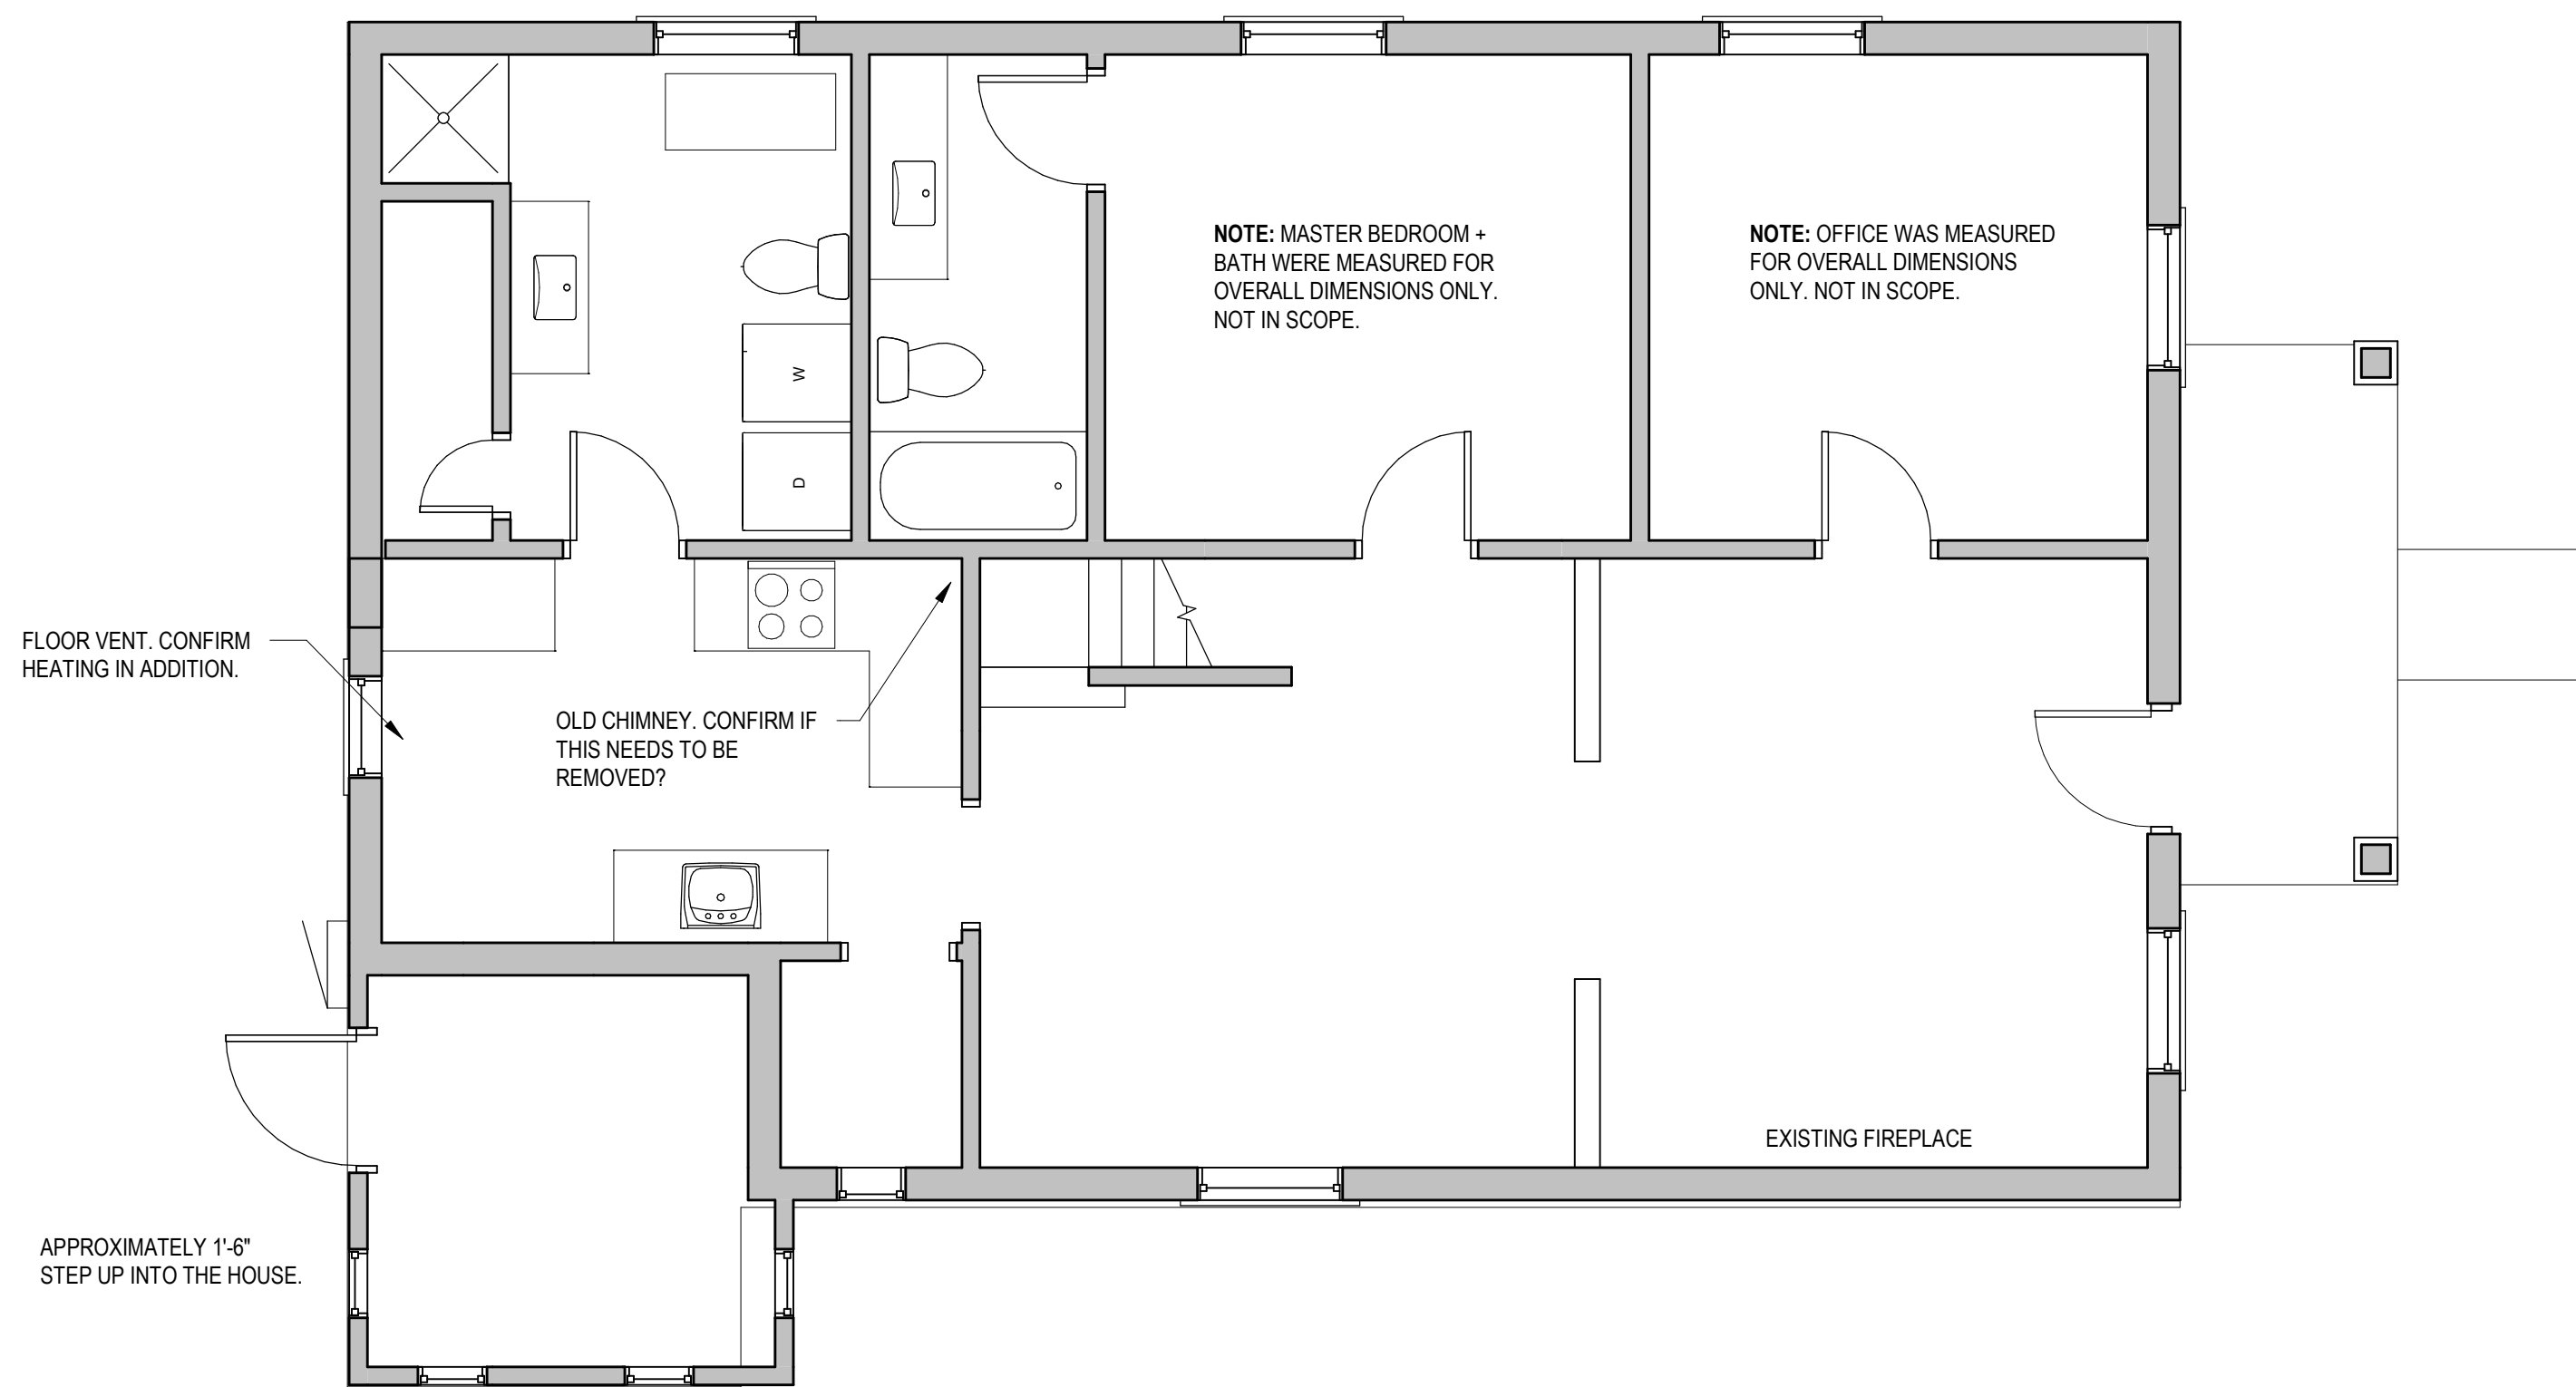 NOTE: MASTER BEDROOM +
BATH WERE MEASURED FOR
OVERALL DIMENSIONS ONLY.
NOT IN SCOPE.
NOTE: OFFICE WAS MEASURED
FOR OVERALL DIMENSIONS
ONLY. NOT IN SCOPE.
W
D
FLOOR VENT. CONFIRM
HEATING IN ADDITION.
OLD CHIMNEY. CONFIRM IF
THIS NEEDS TO BE
REMOVED?
EXISTING FIREPLACE
APPROXIMATELY 1'-6"
STEP UP INTO THE HOUSE.